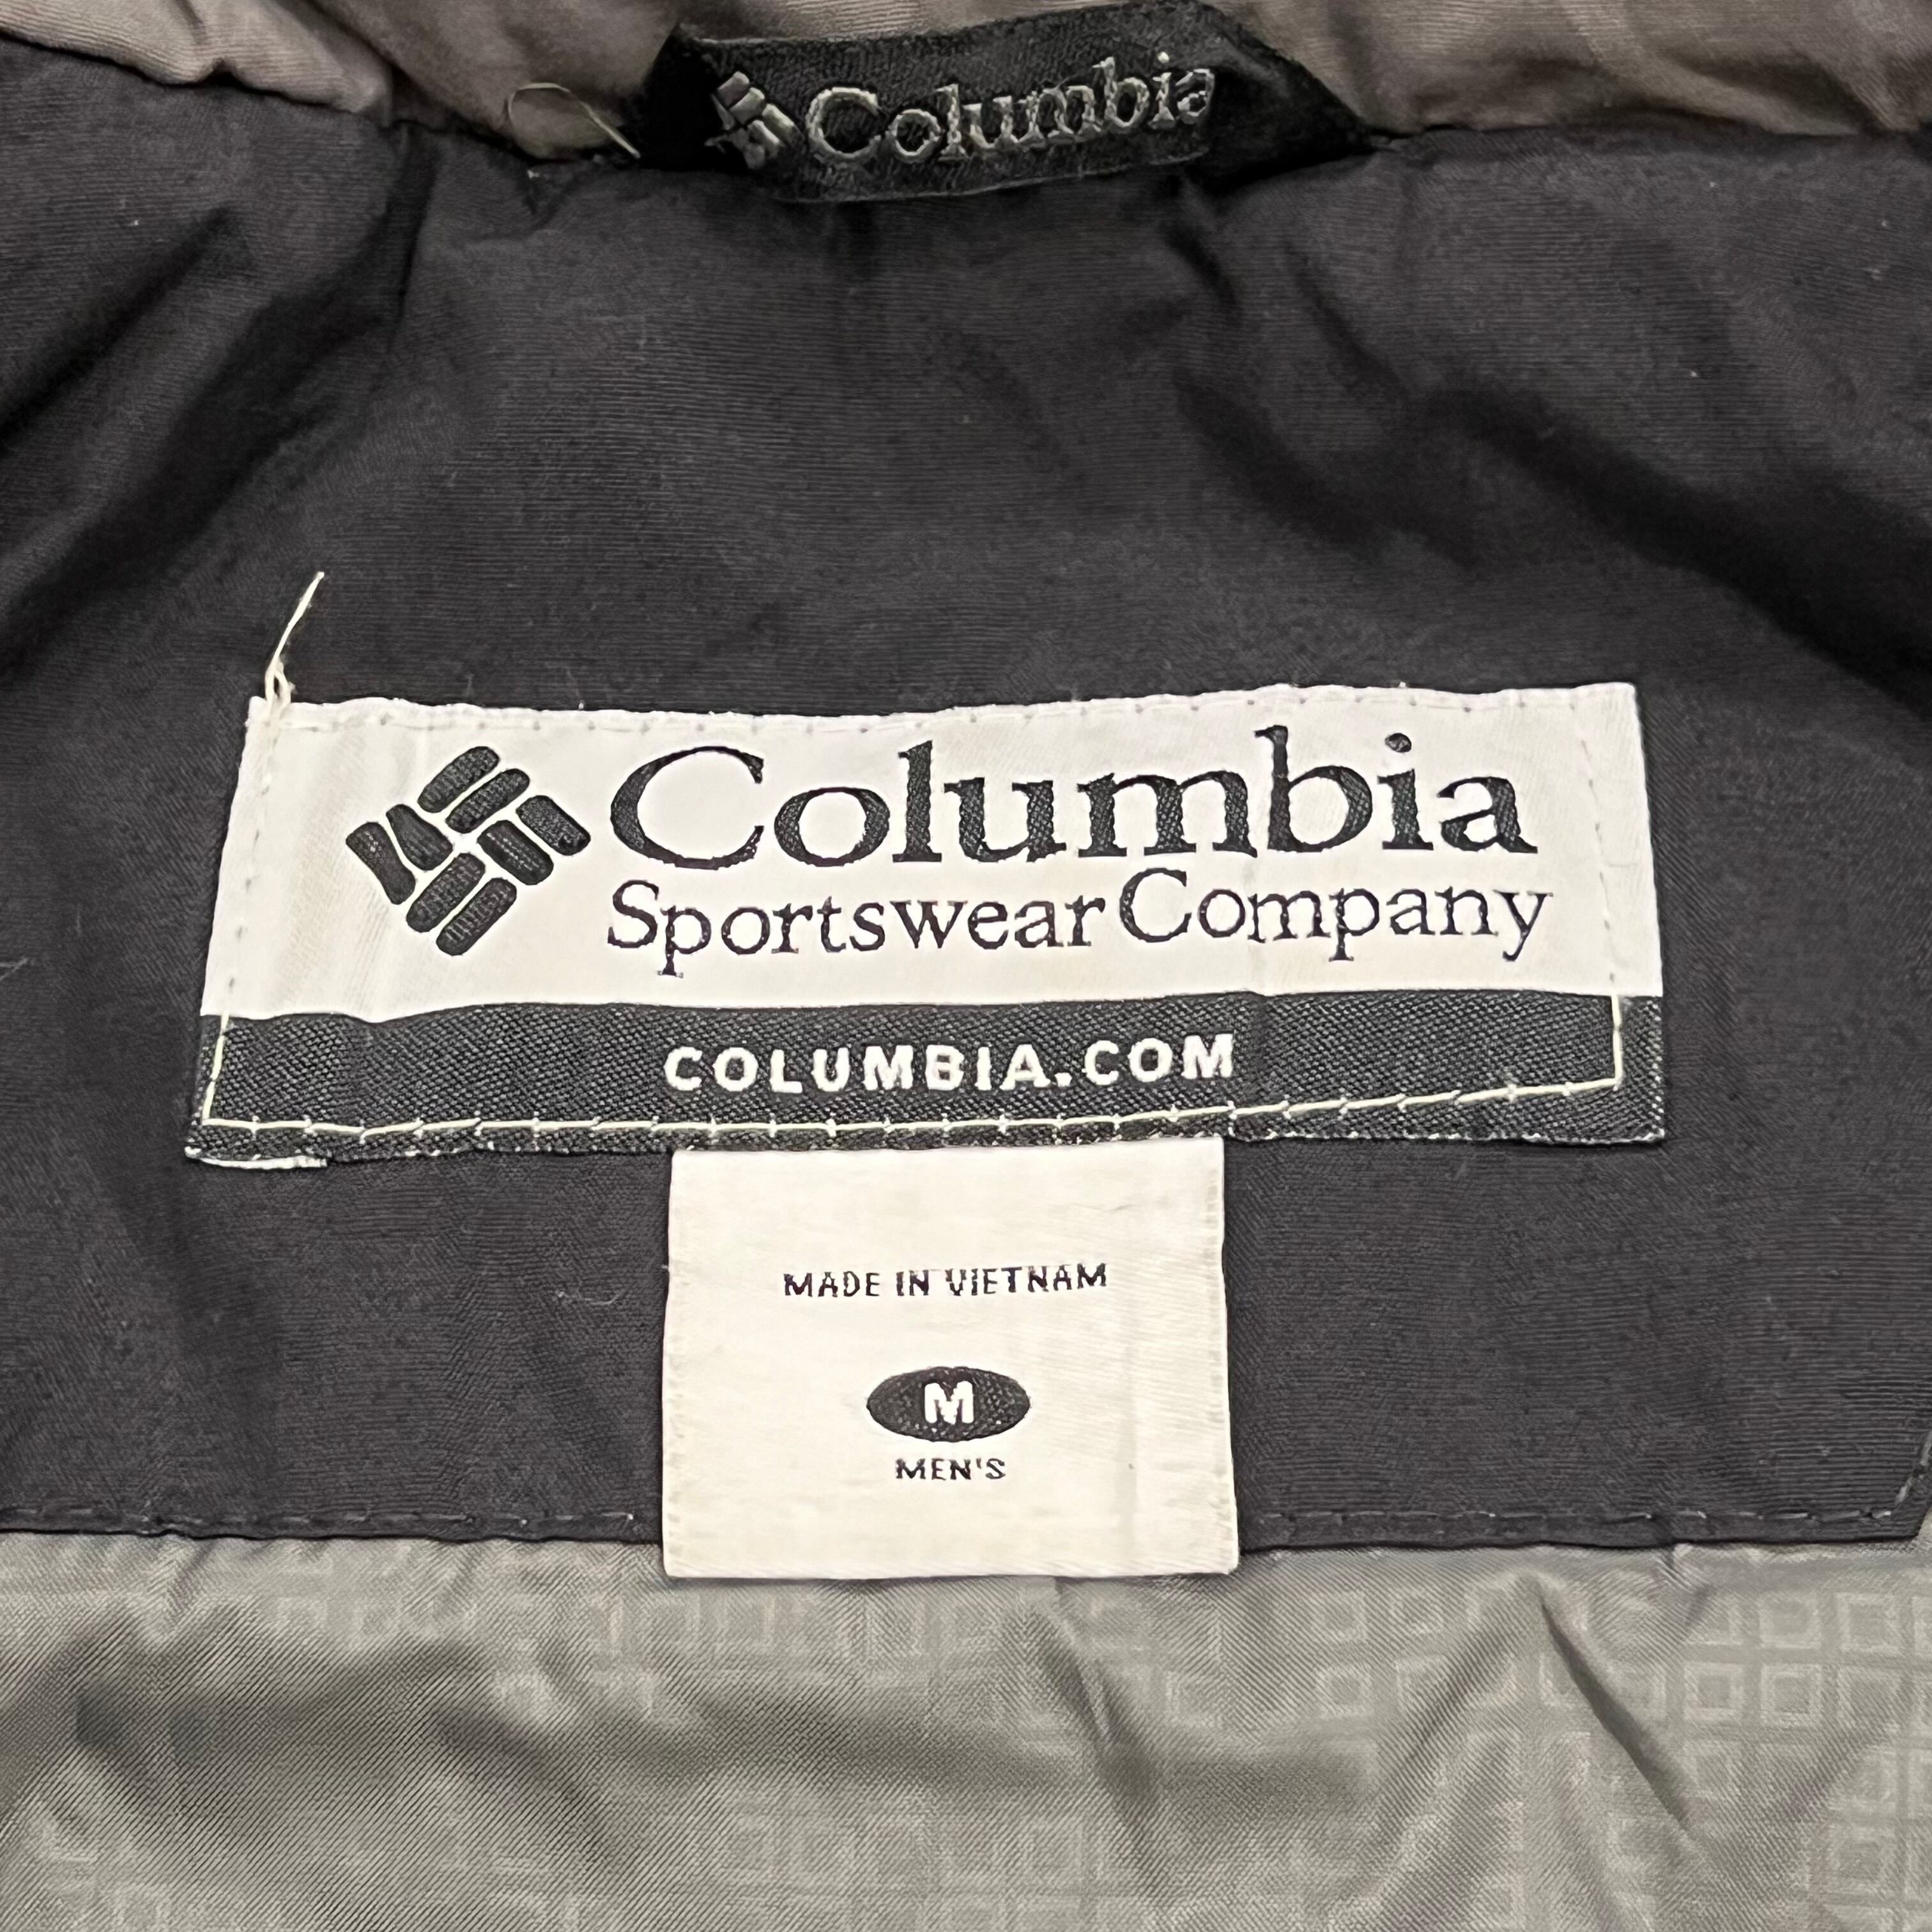 Columbia
Columbia
Sportswear Company
COLUMBIA.COM
MADE IN VIETNAM
M
MEN'S